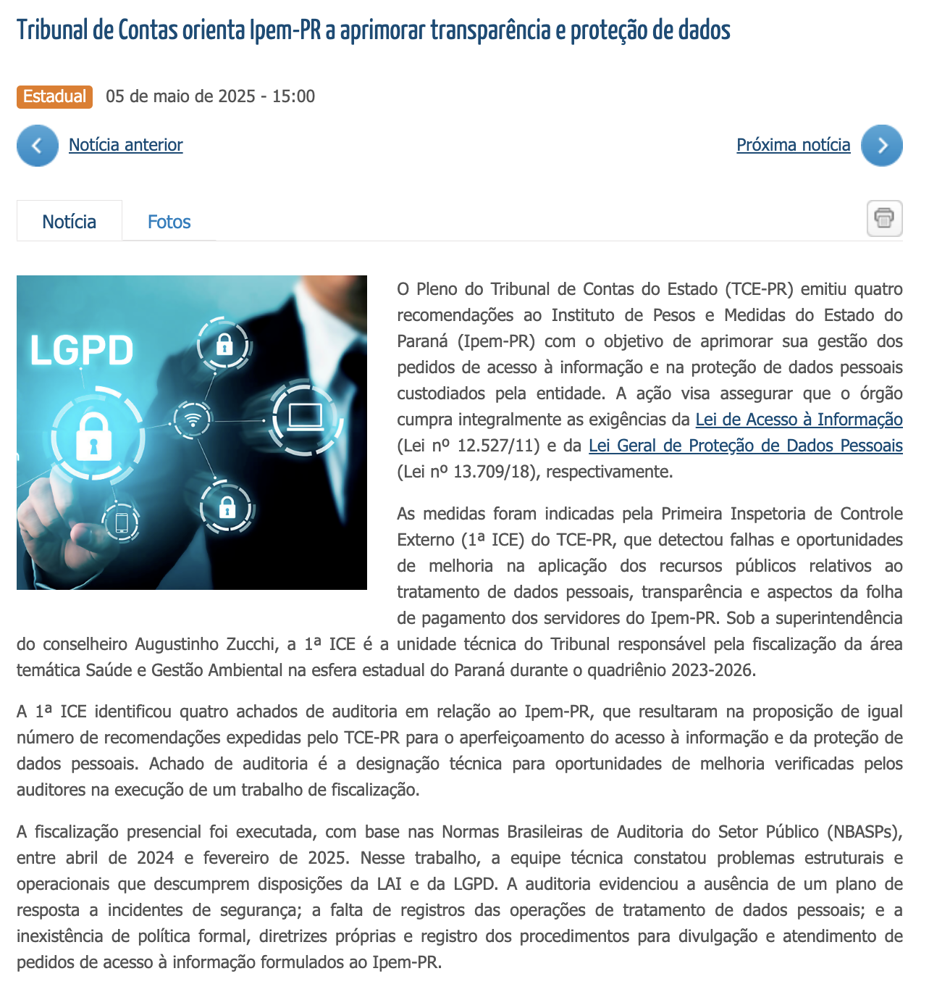 Tribunal de Contas orienta Ipem-PR a aprimorar transparência e proteção de dados
Estadual 05 de maio de 2025 - 15:00
Notícia anterior
Próxima notícia
Notícia
Fotos
LGPD
O Pleno do Tribunal de Contas do Estado (TCE-PR) emitiu quatro
recomendações ao Instituto de Pesos e Medidas do Estado do
Paraná (Ipem-PR) com o objetivo de aprimorar sua gestão dos
pedidos de acesso à informação e na proteção de dados pessoais
custodiados pela entidade. A ação visa assegurar que o órgão
cumpra integralmente as exigências da Lei de Acesso à Informação
(Lei nº 12.527/11) e da Lei Geral de Proteção de Dados Pessoais
(Lei nº 13.709/18), respectivamente.
As medidas foram indicadas pela Primeira Inspetoria de Controle
Externo (1ª ICE) do TCE-PR, que detectou falhas e oportunidades
de melhoria na aplicação dos recursos públicos relativos ao
tratamento de dados pessoais, transparência e aspectos da folha
de pagamento dos servidores do Ipem-PR. Sob a superintendência
do conselheiro Augustinho Zucchi, a 1ª ICE é a unidade técnica do Tribunal responsável pela fiscalização da área
temática Saúde e Gestão Ambiental na esfera estadual do Paraná durante o quadriênio 2023-2026.
A 1ª ICE identificou quatro achados de auditoria em relação ao Ipem-PR, que resultaram na proposição de igual
número de recomendações expedidas pelo TCE-PR para o aperfeiçoamento do acesso à informação e da proteção de
dados pessoais. Achado de auditoria é a designação técnica para oportunidades de melhoria verificadas pelos
auditores na execução de um trabalho de fiscalização.
A fiscalização presencial foi executada, com base nas Normas Brasileiras de Auditoria do Setor Público (NBASPs),
entre abril de 2024 e fevereiro de 2025. Nesse trabalho, a equipe técnica constatou problemas estruturais e
operacionais que descumprem disposições da LAI e da LGPD. A auditoria evidenciou a ausência de um plano de
resposta a incidentes de segurança; a falta de registros das operações de tratamento de dados pessoais; e a
inexistência de política formal, diretrizes próprias e registro dos procedimentos para divulgação e atendimento de
pedidos de acesso à informação formulados ao Ipem-PR.